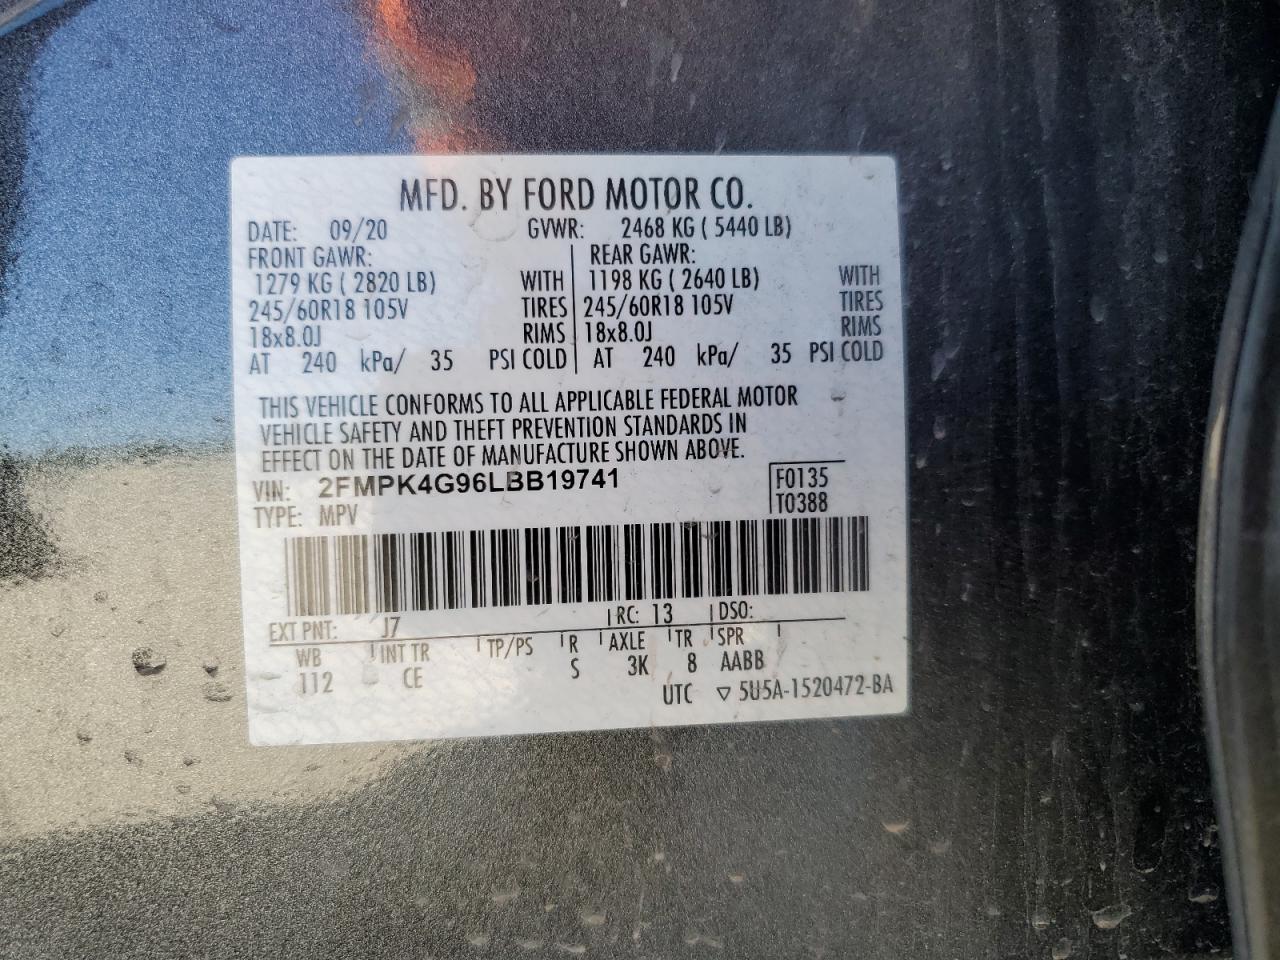 MFD. BY FORD MOTOR CO.
DATE: 09/20 GVWR: 2468 KG ( 5440 LB)
FRONT GAWR: REAR GAWR:
1279 KG ( 2820 LB) WITH 1198 KG ( 2640 LB) WITH
245/60R18 105V TIRES 245/60R18 105V TIRES
18x8.0J RIMS 18x8.0J RIMS
AT 240 kPa/ 35 PSI COLD AT 240 kPa/ 35 PSI COLD
THIS VEHICLE CONFORMS TO ALL APPLICABLE FEDERAL MOTOR
VEHICLE SAFETY AND THEFT PREVENTION STANDARDS IN
EFFECT ON THE DATE OF MANUFACTURE SHOWN ABOVE.
VIN: 2FMPK4G96LBB19741 F0135
TYPE: MPV T0388
EXT PNT: J7 RC: 13 DSO:
WB INT TR TP/PS R AXLE TR SPR
112 CE S 3K 8 AABB
UTC ▽ 5U5A-1520472-BA